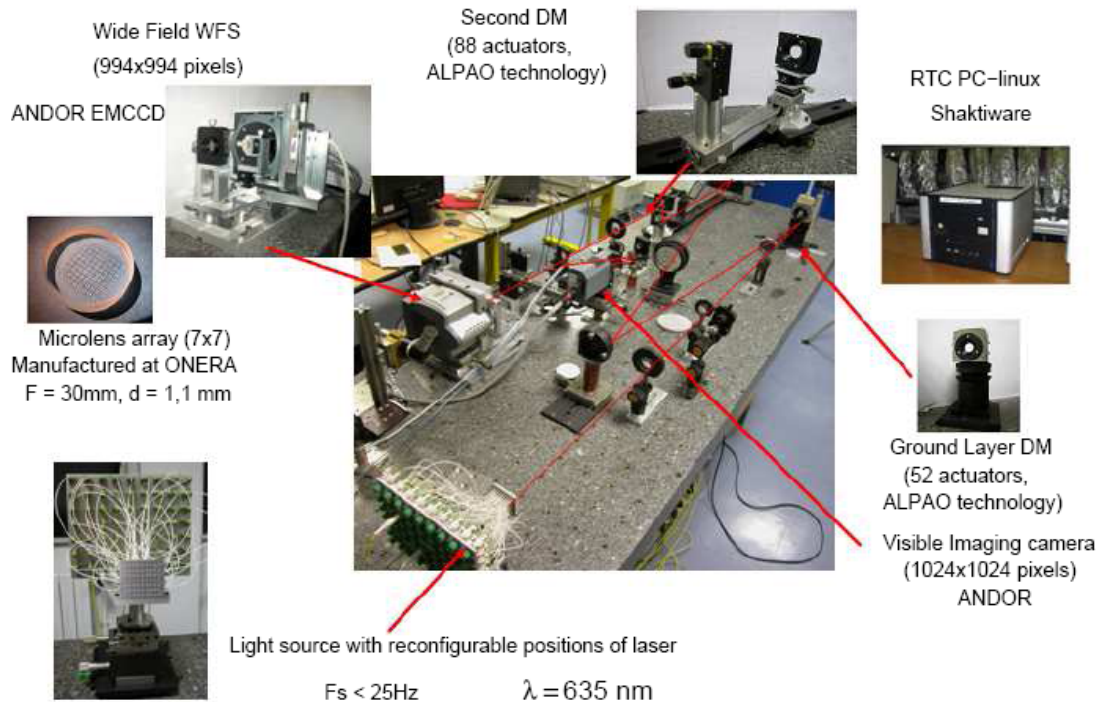 Wide Field WFS
(994x994 pixels)
ANDOR EMCCD
Second DM
(88 actuators,
ALPAO technology)
RTC PC-linux
Shaktiware
Microlens array (7x7)
Manufactured at ONERA
F = 30mm, d = 1,1 mm
Ground Layer DM
(52 actuators,
ALPAO technology)
Visible Imaging camera
(1024x1024 pixels)
ANDOR
Light source with reconfigurable positions of laser
Fs < 25Hz
λ = 635 nm